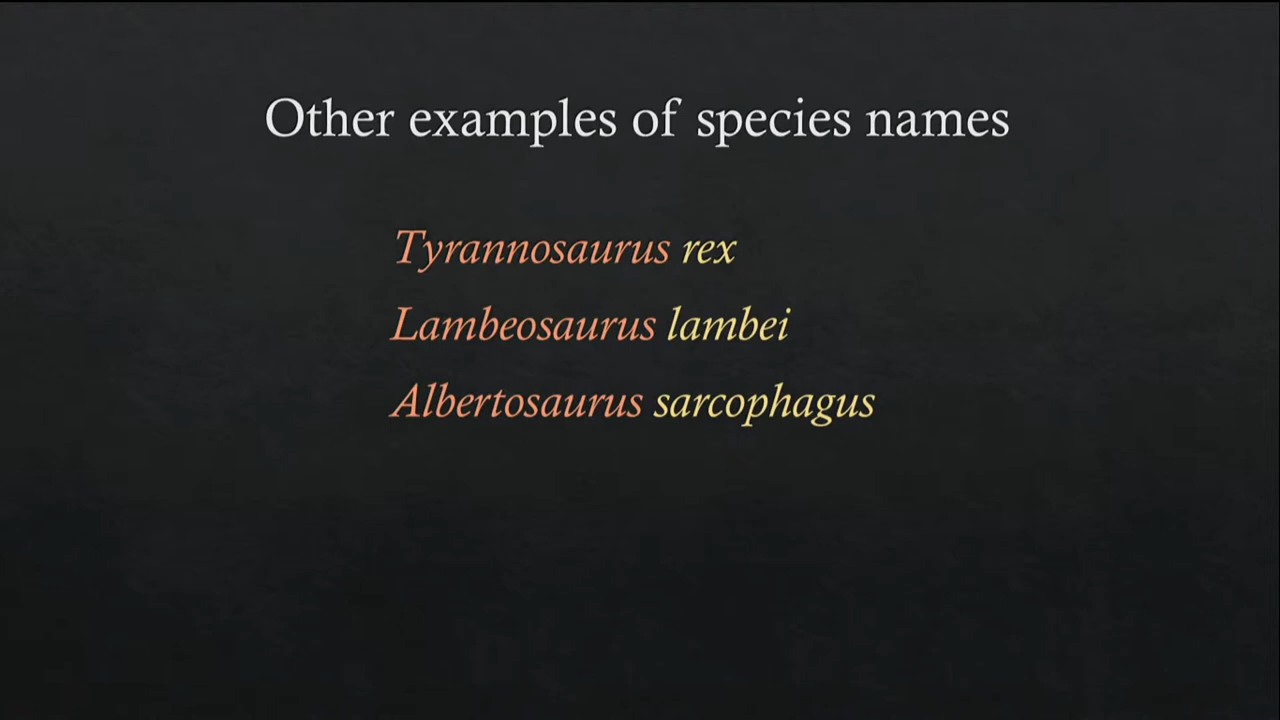 Other examples of species names
Tyrannosaurus rex
Lambeosaurus lambei
Albertosaurus sarcophagus